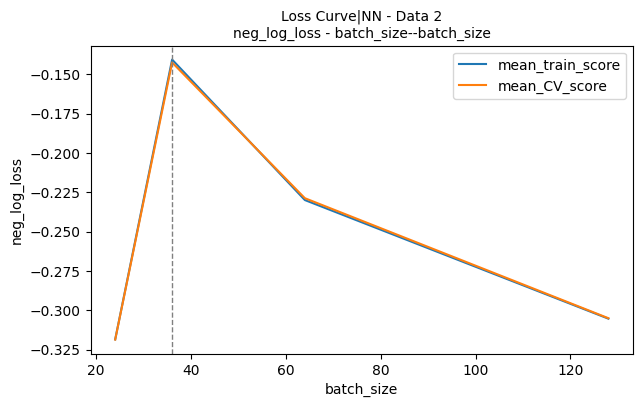 Loss Curve|NN - Data 2
neg_log_loss - batch_size--batch_size
mean_train_score
mean_CV_score
neg_log_loss
−0.150
−0.175
−0.200
−0.225
−0.250
−0.275
−0.300
−0.325
20 40 60 80 100 120
batch_size